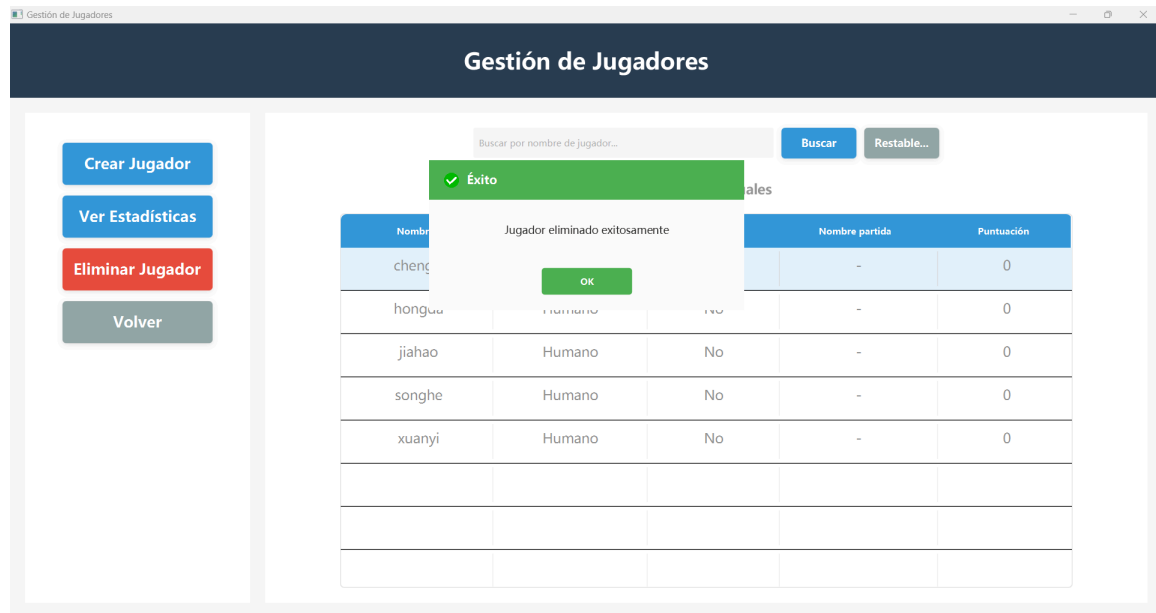 Gestión de Jugadores
Gestión de Jugadores
Crear Jugador
Ver Estadísticas
Eliminar Jugador
Volver
Buscar por nombre de jugador...
Buscar
Restable...
Éxito
Jugador eliminado exitosamente
OK
Nombre partida Puntuación
- 0
- 0
jiahao Humano No - 0
songhe Humano No - 0
xuanyi Humano No - 0